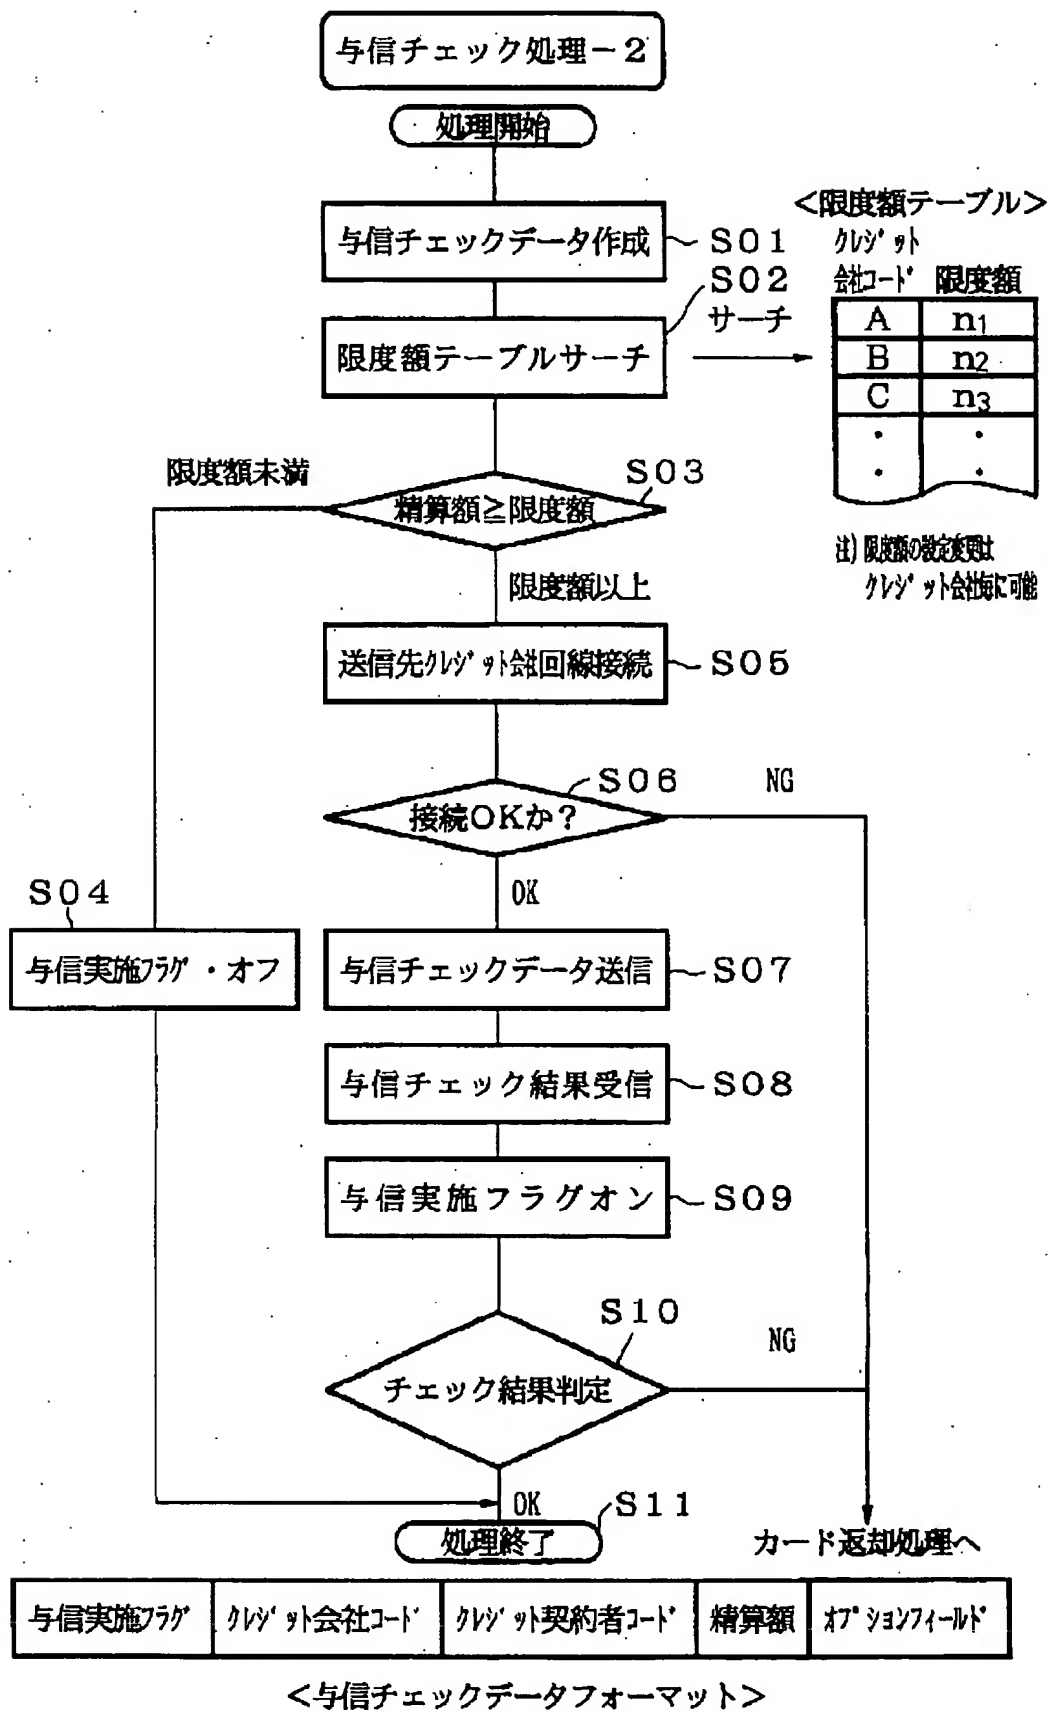 与信チェック処理−２
処理開始
与信チェックデータ作成
S01
限度額テーブルサーチ
S02
サーチ
＜限度額テーブル＞
ｸﾚｼﾞｯﾄ
会社ｺｰﾄﾞ 限度額
A n1
B n2
C n3
・ ・
・ ・
注) 限度額の設定変更は
ｸﾚｼﾞｯﾄ会社毎に可能
限度額未満
S03
精算額≧限度額
限度額以上
送信先ｸﾚｼﾞｯﾄ会社回線接続
S05
S06
NG
接続OKか？
OK
S04
与信実施ﾌﾗｸﾞ・オフ
与信チェックデータ送信
S07
与信チェック結果受信
S08
与信実施フラグオン
S09
S10
NG
チェック結果判定
OK
S11
処理終了
カード返却処理へ
与信実施ﾌﾗｸﾞ ｸﾚｼﾞｯﾄ会社ｺｰﾄﾞ ｸﾚｼﾞｯﾄ契約者ｺｰﾄﾞ 精算額 ｵﾌﾟｼｮﾝﾌｨｰﾙﾄﾞ
＜与信チェックデータフォーマット＞